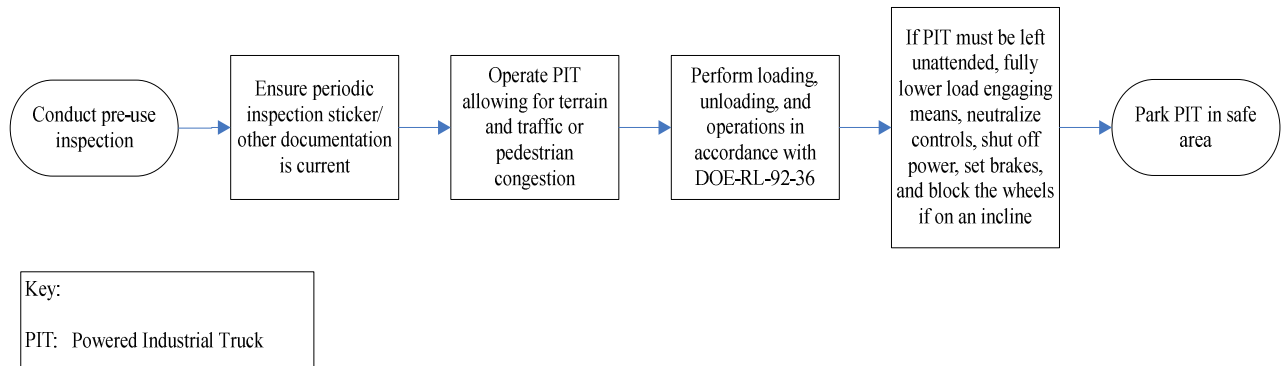 Conduct pre-use
inspection
Ensure periodic
inspection sticker/
other documentation
is current
Operate PIT
allowing for terrain
and traffic or
pedestrian
congestion
Perform loading,
unloading, and
operations in
accordance with
DOE-RL-92-36
If PIT must be left
unattended, fully
lower load engaging
means, neutralize
controls, shut off
power, set brakes,
and block the wheels
if on an incline
Park PIT in safe
area
Key:
PIT: Powered Industrial Truck